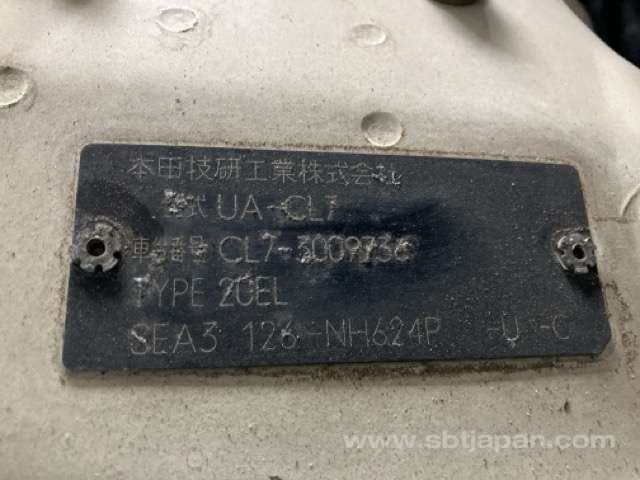 本田技研工業株式会社
型式 UA-CL7
車台番号 CL7-3009736
TYPE 20EL
SEA3 126-NH624P -U -C
www.sbtjapan.com